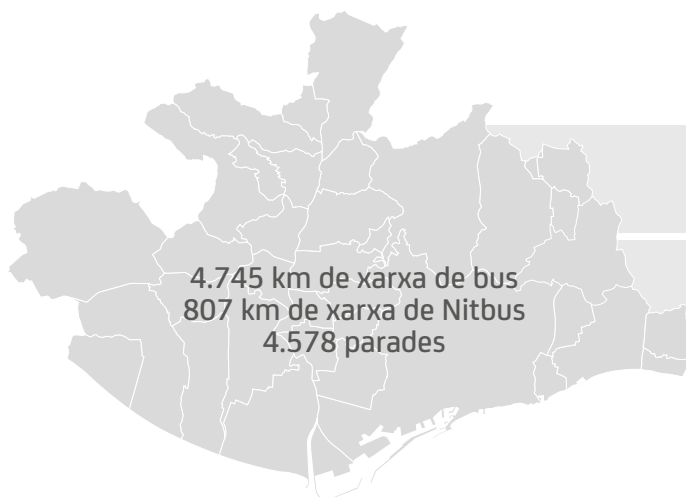 4.745 km de xarxa de bus
807 km de xarxa de Nitbus
4.578 parades